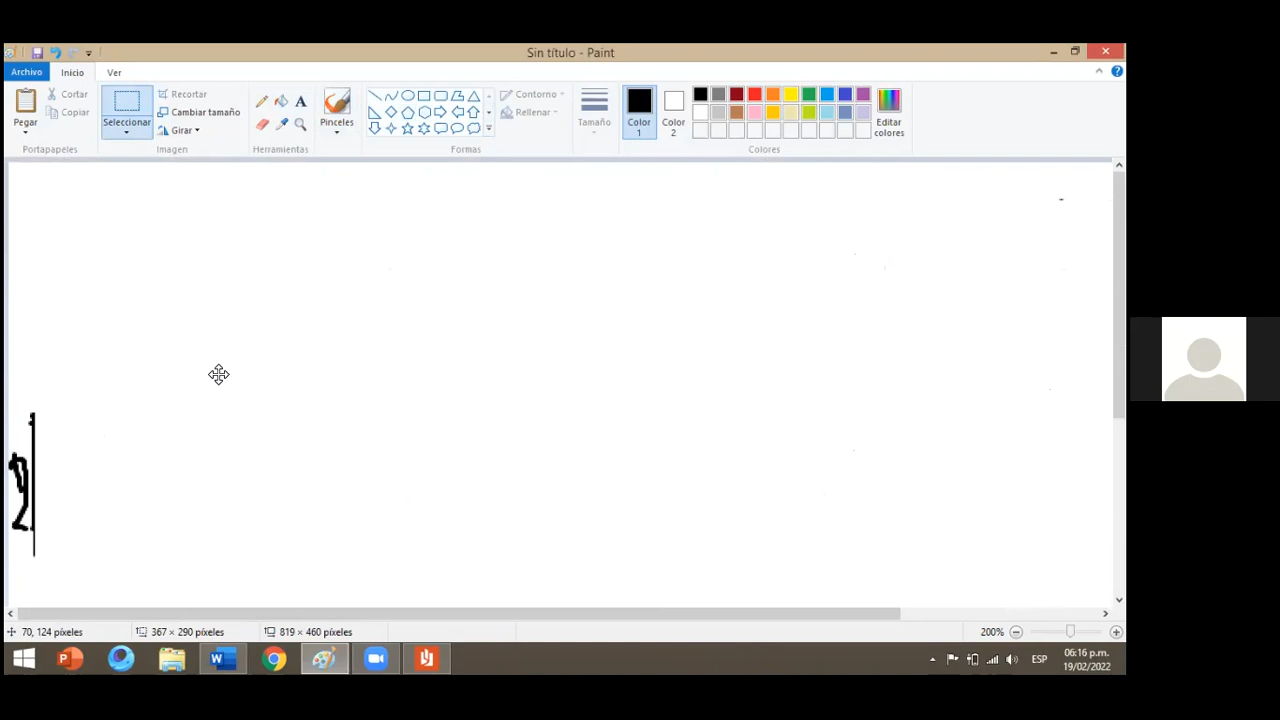 Sin título - Paint
Archivo Inicio Ver
Pegar
Cortar
Copiar
Portapapeles
Seleccionar
Recortar
Cambiar tamaño
Girar
Imagen
A
Herramientas
Pinceles
Contorno
Rellenar
Formas
Tamaño
Color 1
Color 2
Editar colores
Colores
70, 124 píxeles 367 × 290 píxeles 819 × 460 píxeles 200%
ESP
06:16 p.m.
19/02/2022